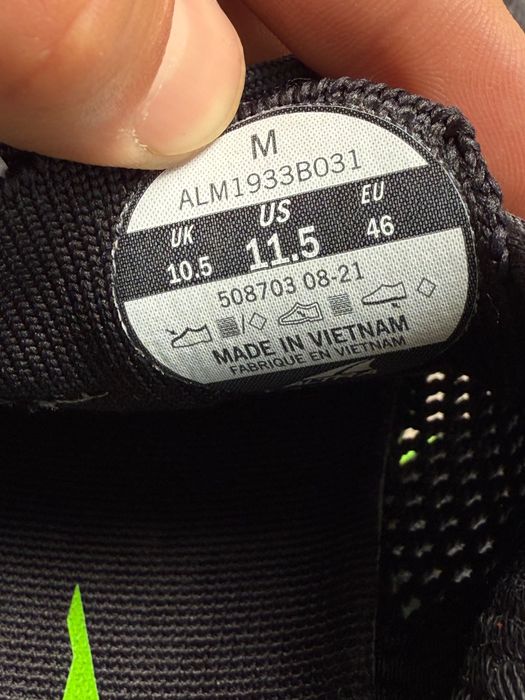 M
ALM1933B031
UK US EU
10.5 11.5 46
508703 08-21
MADE IN VIETNAM
FABRIQUE EN VIETNAM